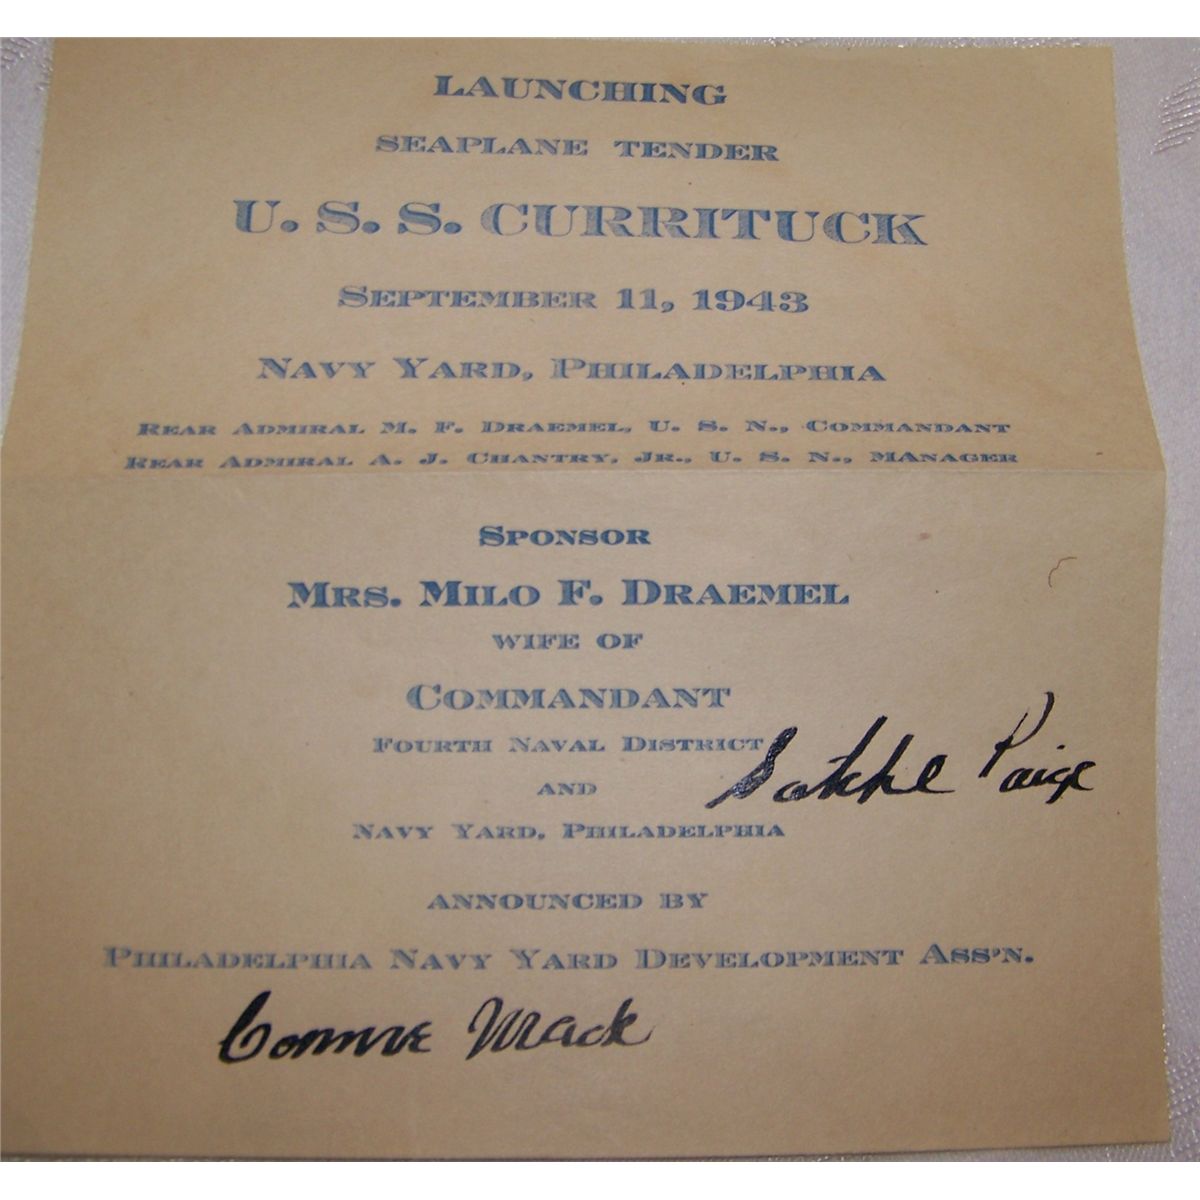 LAUNCHING
SEAPLANE TENDER
U. S. S. CURRITUCK
SEPTEMBER 11, 1943
NAVY YARD, PHILADELPHIA
REAR ADMIRAL M. F. DRAEMEL, U. S. N., COMMANDANT
REAR ADMIRAL A. J. CHANTRY, JR., U. S. N., MANAGER
SPONSOR
MRS. MILO F. DRAEMEL
WIFE OF
COMMANDANT
FOURTH NAVAL DISTRICT
AND
Satchel Paige
NAVY YARD, PHILADELPHIA
ANNOUNCED BY
PHILADELPHIA NAVY YARD DEVELOPMENT ASS'N.
Connie Mack